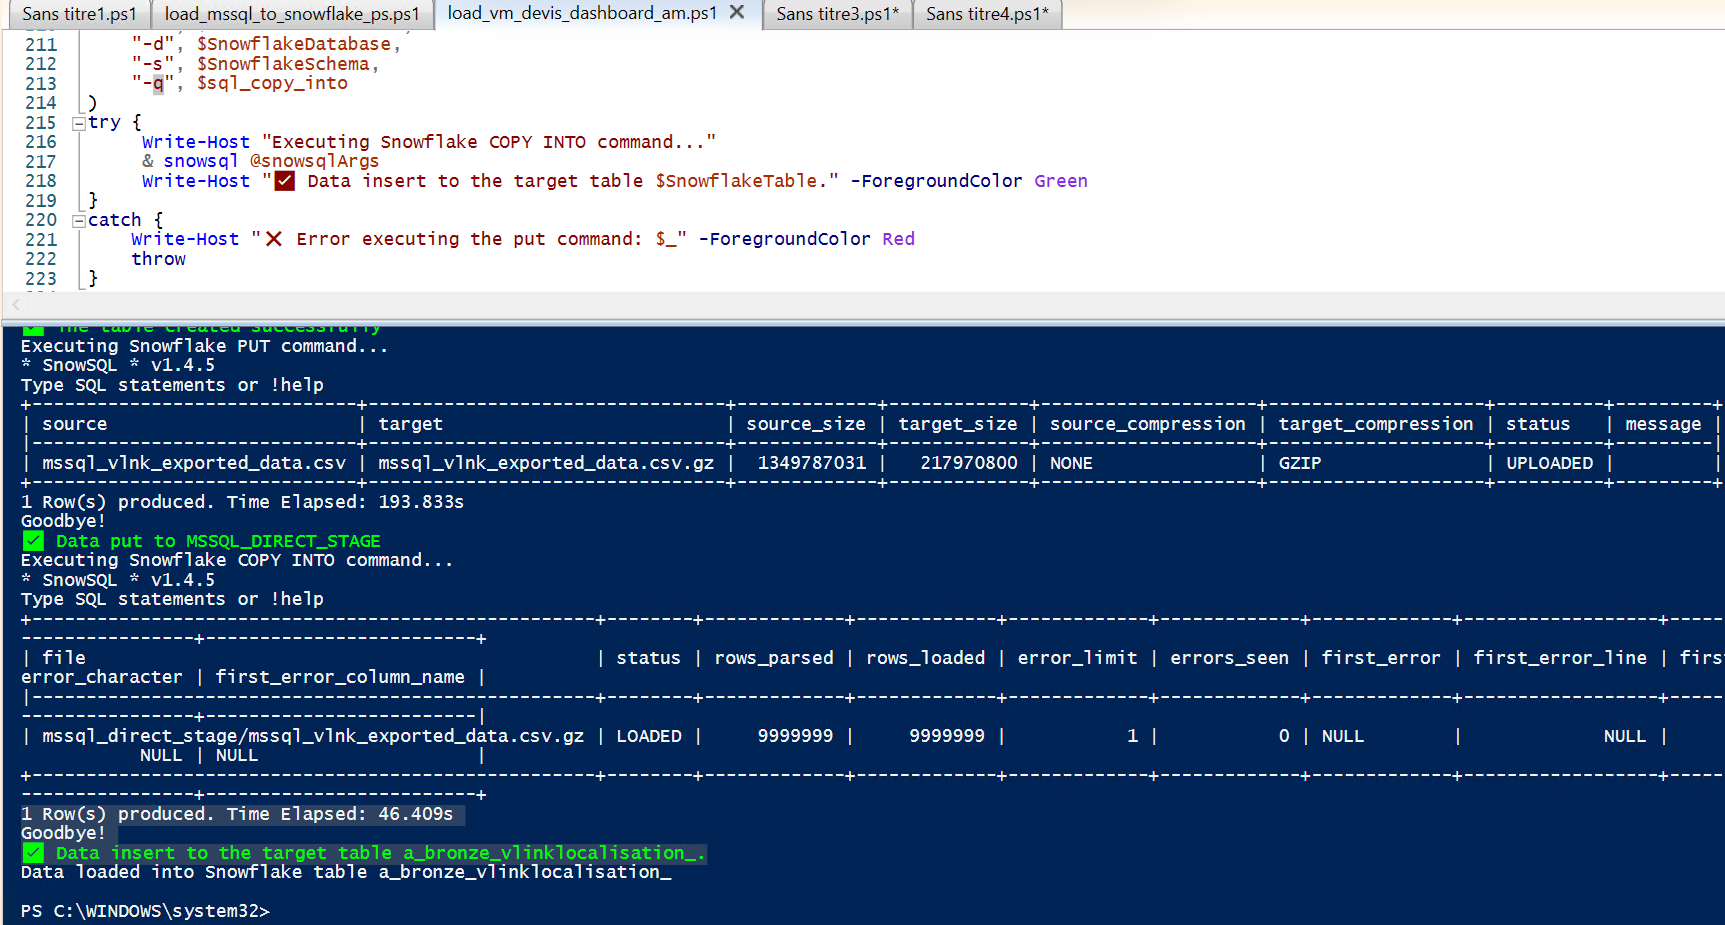 Sans titre1.ps1 load_mssql_to_snowflake_ps.ps1 load_vm_devis_dashboard_am.ps1 ✕ Sans titre3.ps1* Sans titre4.ps1*
211 "-d", $SnowflakeDatabase,
212 "-s", $SnowflakeSchema,
213 "-q", $sql_copy_into
214 )
215 try {
216 Write-Host "Executing Snowflake COPY INTO command..."
217 & snowsql @snowsqlArgs
218 Write-Host "✅ Data insert to the target table $SnowflakeTable." -ForegroundColor Green
219 }
220 catch {
221 Write-Host "❌ Error executing the put command: $_" -ForegroundColor Red
222 throw
223 }
✅ The table created successfully
Executing Snowflake PUT command...
* SnowSQL * v1.4.5
Type SQL statements or !help
| source | target | source_size | target_size | source_compression | target_compression | status | message |
| mssql_vlnk_exported_data.csv | mssql_vlnk_exported_data.csv.gz | 1349787031 | 217970800 | NONE | GZIP | UPLOADED | |
1 Row(s) produced. Time Elapsed: 193.833s
Goodbye!
✅ Data put to MSSQL_DIRECT_STAGE
Executing Snowflake COPY INTO command...
* SnowSQL * v1.4.5
Type SQL statements or !help
| file | status | rows_parsed | rows_loaded | error_limit | errors_seen | first_error | first_error_line | firs
error_character | first_error_column_name |
| mssql_direct_stage/mssql_vlnk_exported_data.csv.gz | LOADED | 9999999 | 9999999 | 1 | 0 | NULL | NULL |
NULL | NULL |
1 Row(s) produced. Time Elapsed: 46.409s
Goodbye!
✅ Data insert to the target table a_bronze_vlinklocalisation_.
Data loaded into Snowflake table a_bronze_vlinklocalisation_
PS C:\WINDOWS\system32>